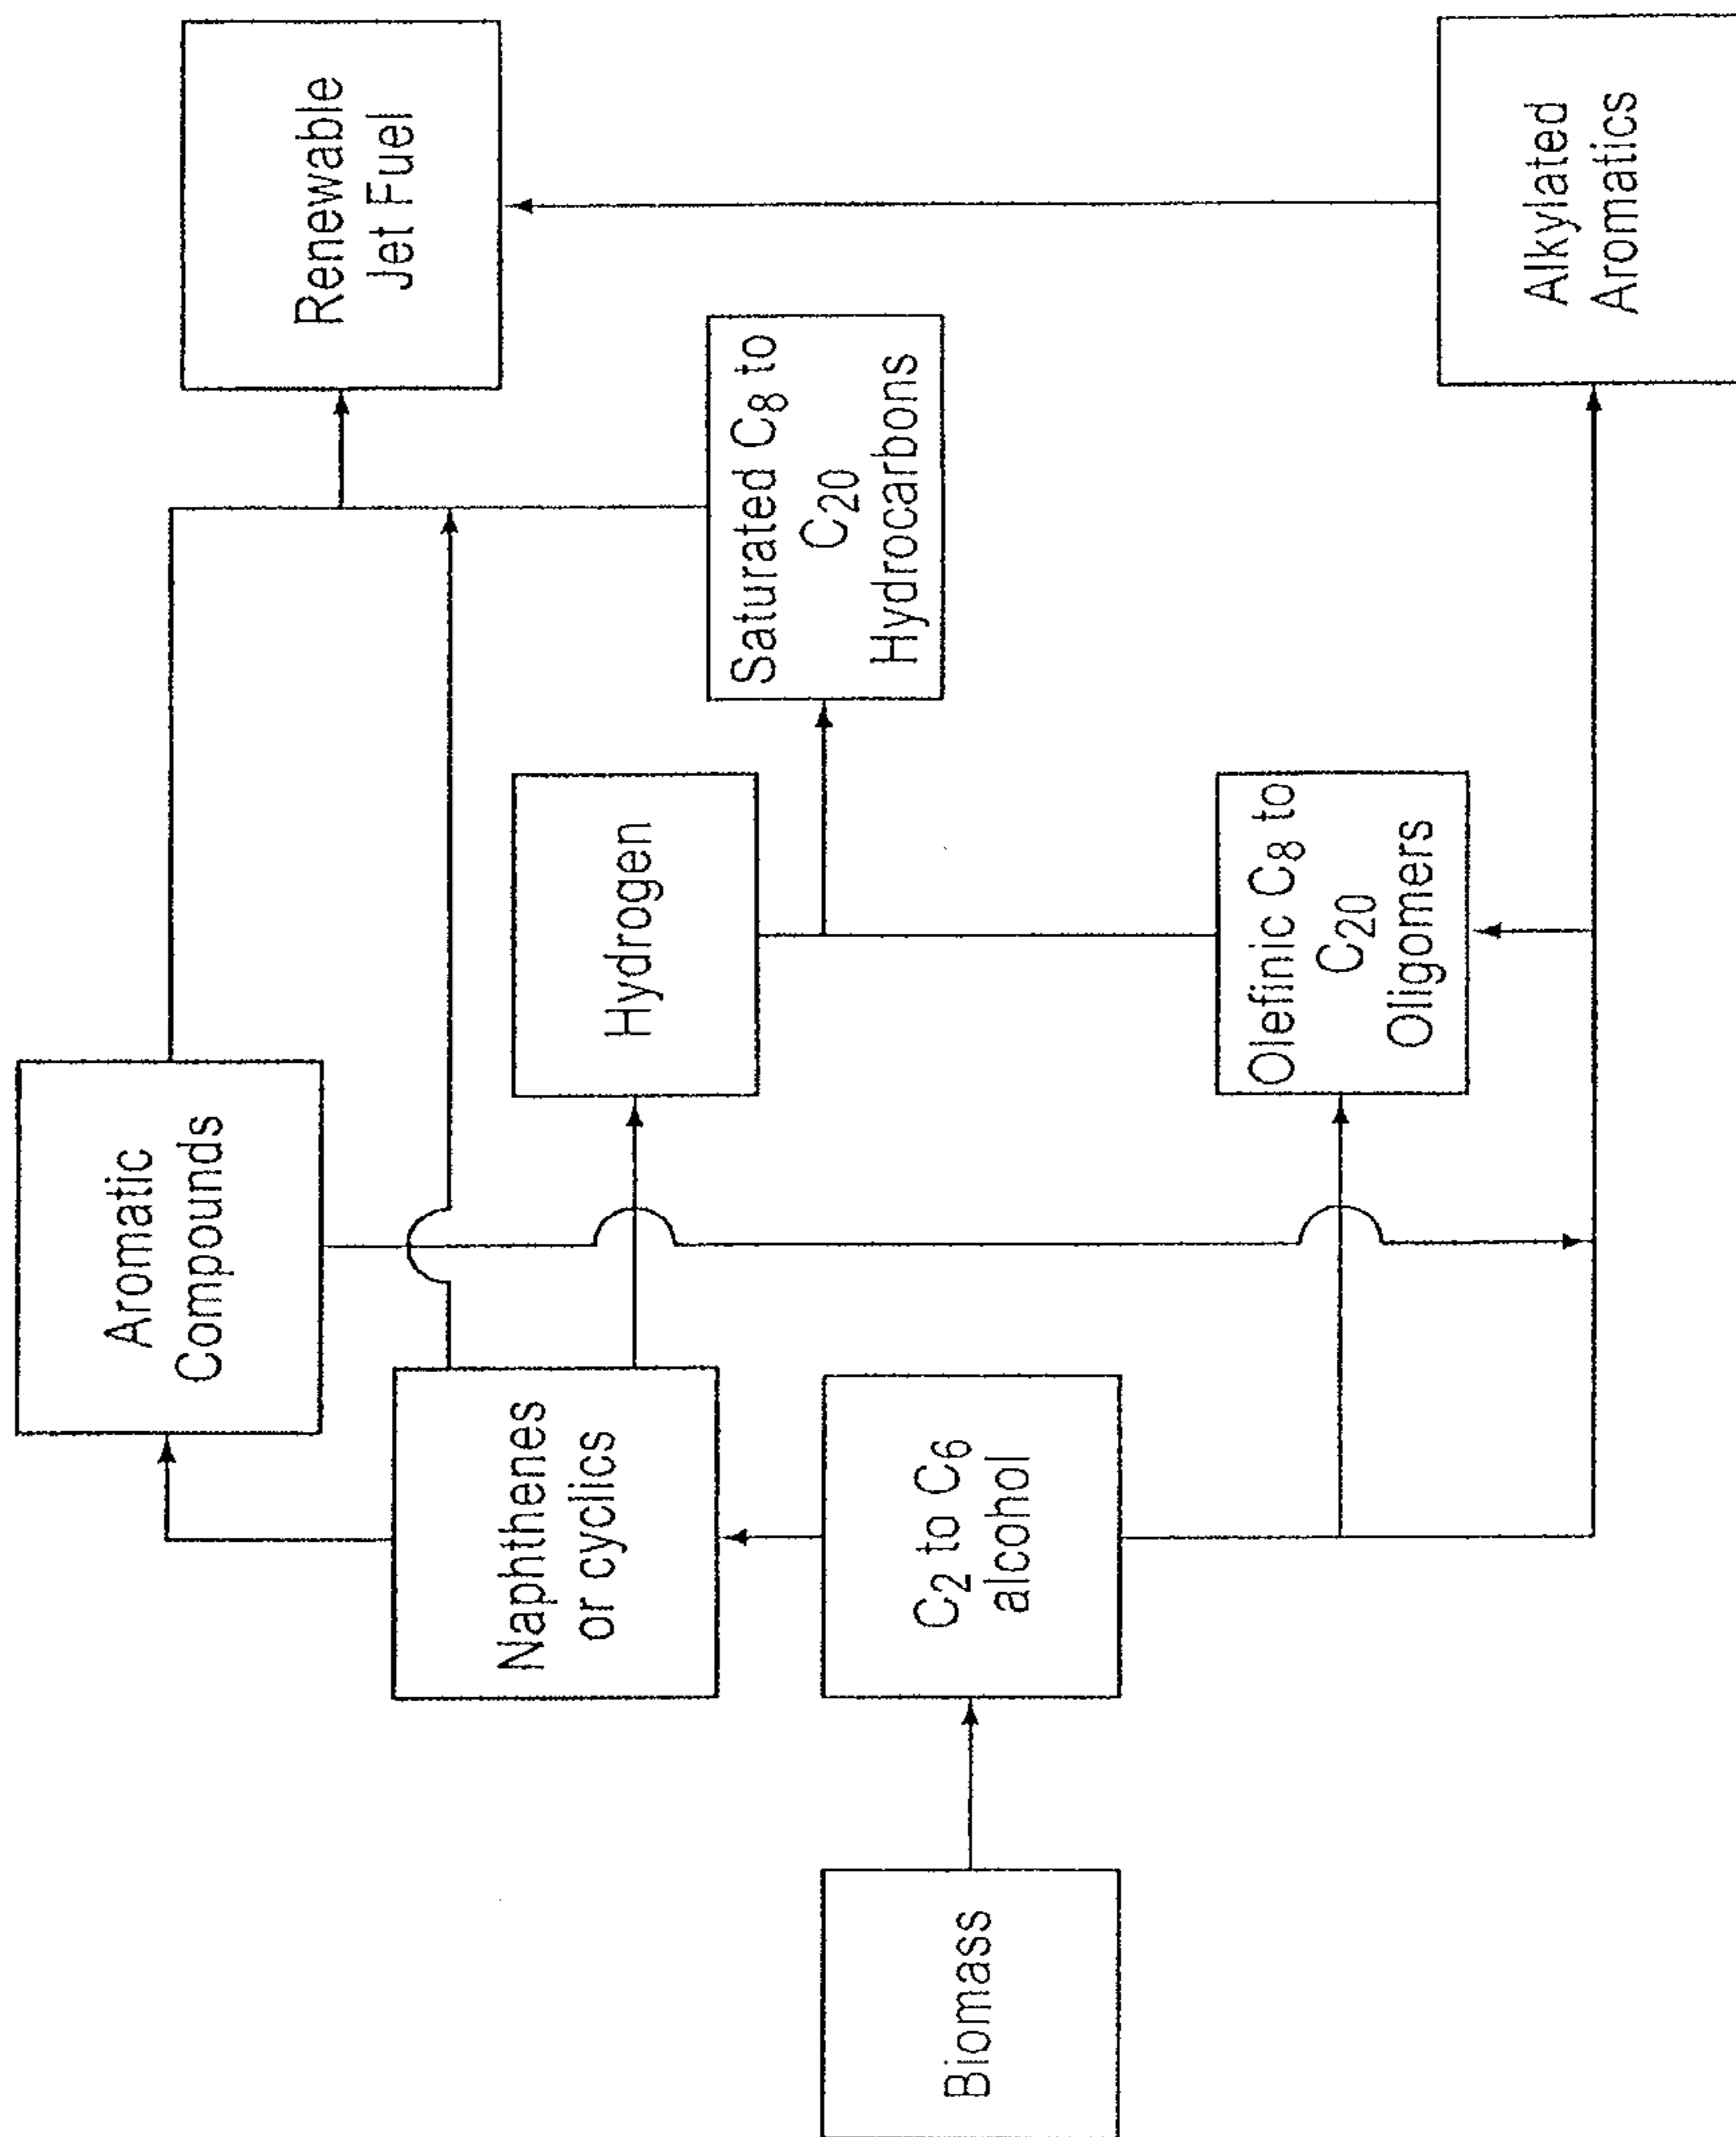 Biomass
C2 to C6
alcohol
Naphthenes
or cyclics
Aromatic
Compounds
Hydrogen
Olefinic C8 to
C20
Oligomers
Saturated C8 to
C20
Hydrocarbons
Renewable
Jet Fuel
Alkylated
Aromatics